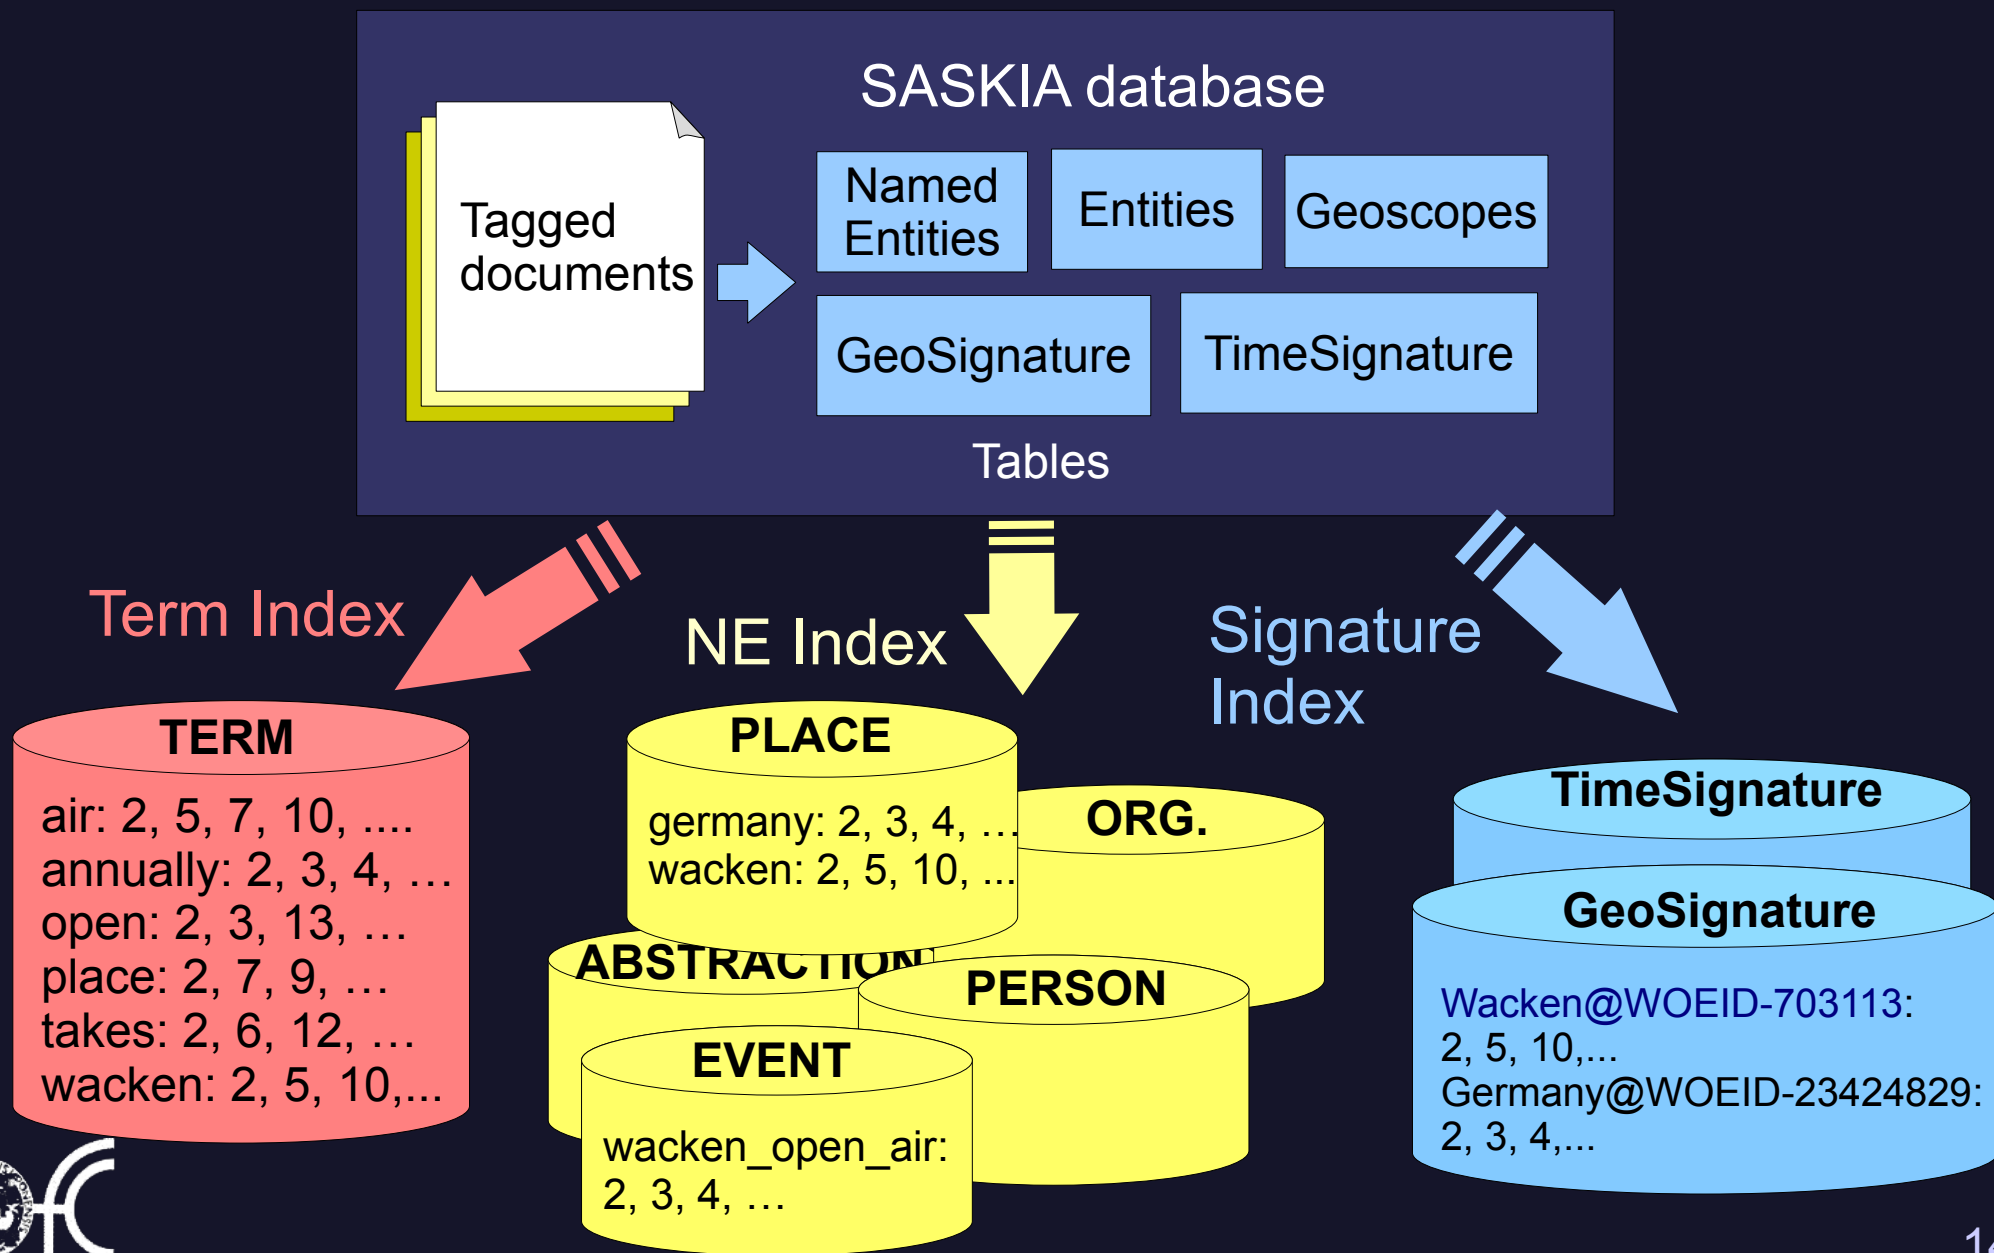 SASKIA database
Tagged
documents
Named
Entities
Entities
Geoscopes
GeoSignature
TimeSignature
Tables
Term Index
NE Index
Signature
Index
TERM
air: 2, 5, 7, 10, ....
annually: 2, 3, 4, …
open: 2, 3, 13, …
place: 2, 7, 9, …
takes: 2, 6, 12, …
wacken: 2, 5, 10,...
PLACE
germany: 2, 3, 4, …
wacken: 2, 5, 10, ...
ORG.
ABSTRACTION
PERSON
EVENT
wacken_open_air:
2, 3, 4, …
TimeSignature
GeoSignature
Wacken@WOEID-703113:
2, 5, 10,...
Germany@WOEID-23424829:
2, 3, 4,...